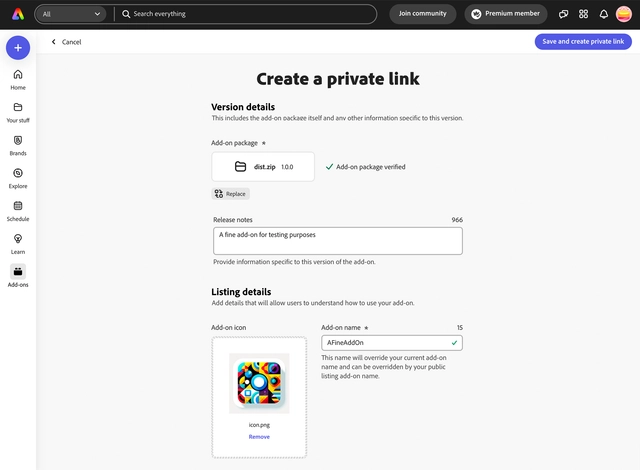 All
Search everything
Join community
Premium member
Cancel
Save and create private link
+
Home
Your stuff
Brands
Explore
Schedule
Learn
Add-ons
Create a private link
Version details
This includes the add-on package itself and any other information specific to this version.
Add-on package *
dist.zip 1.0.0
Add-on package verified
Replace
Release notes 966
A fine add-on for testing purposes
Provide information specific to this version of the add-on.
Listing details
Add details that will allow users to understand how to use your add-on.
Add-on icon
icon.png
Remove
Add-on name * 15
AFineAddOn
This name will override your current add-on
name and can be overridden by your public
listing add-on name.